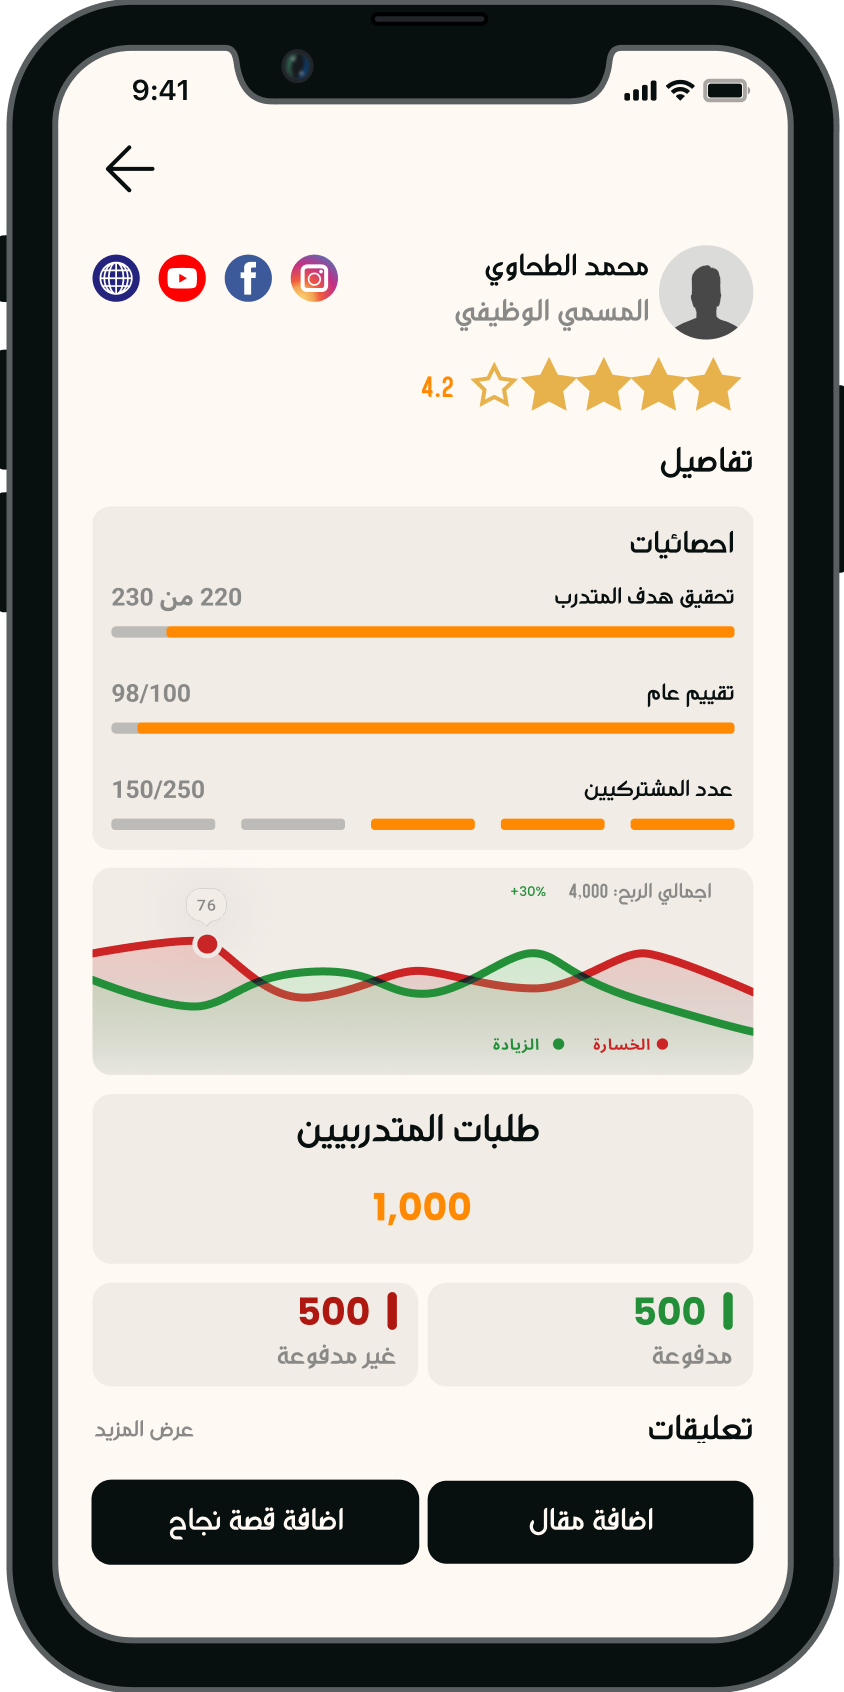 9:41
محمد الطحاوي
المسمي الوظيفي
4.2
تفاصيل
احصائيات
تحقيق هدف المتدرب 220 من 230
تقييم عام 98/100
عدد المشتركيين 150/250
اجمالي الربح: 4,000 +30%
76
الخسارة الزيادة
طلبات المتدربيين
1,000
500 500
مدفوعة غير مدفوعة
تعليقات عرض المزيد
اضافة مقال اضافة قصة نجاح